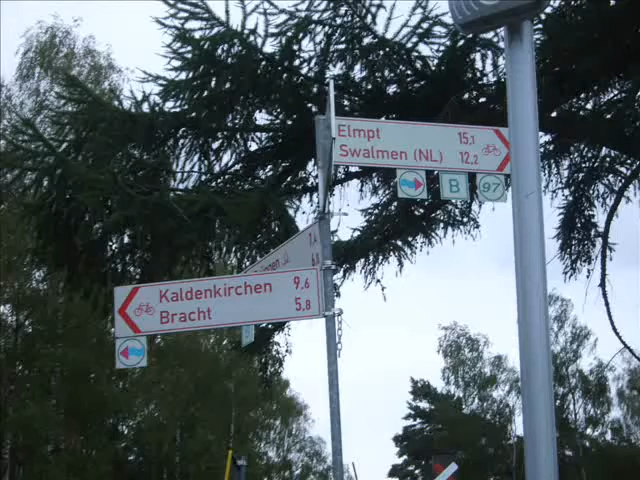 Elmpt 15,1
Swalmen (NL) 12,2
B 97
Kaldenkirchen 9,6
Bracht 5,8